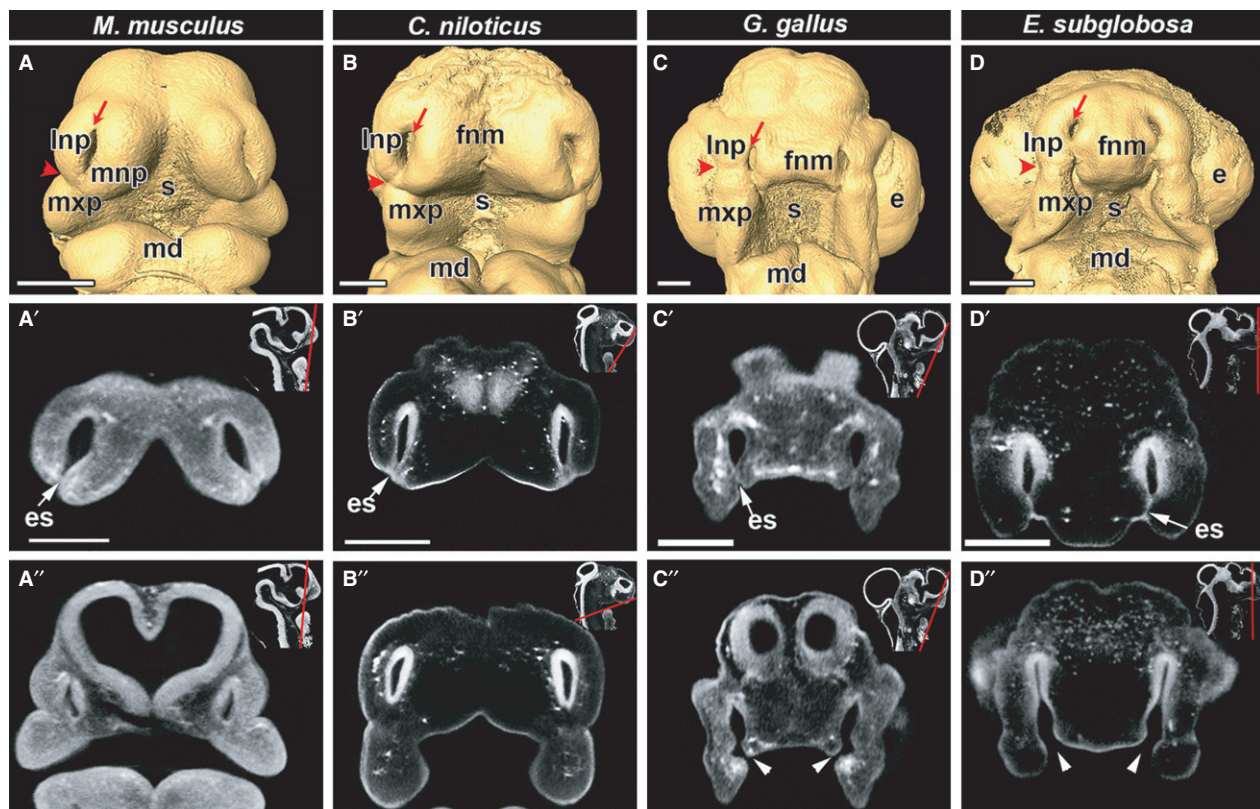 M. musculus
C. niloticus
G. gallus
E. subglobosa
A
lnp
mnp
s
mxp
md
B
lnp
fnm
mxp
s
md
C
lnp
fnm
mxp
s
e
md
D
lnp
fnm
mxp
s
e
md
A′
es
B′
es
C′
es
D′
es
A″
B″
C″
D″